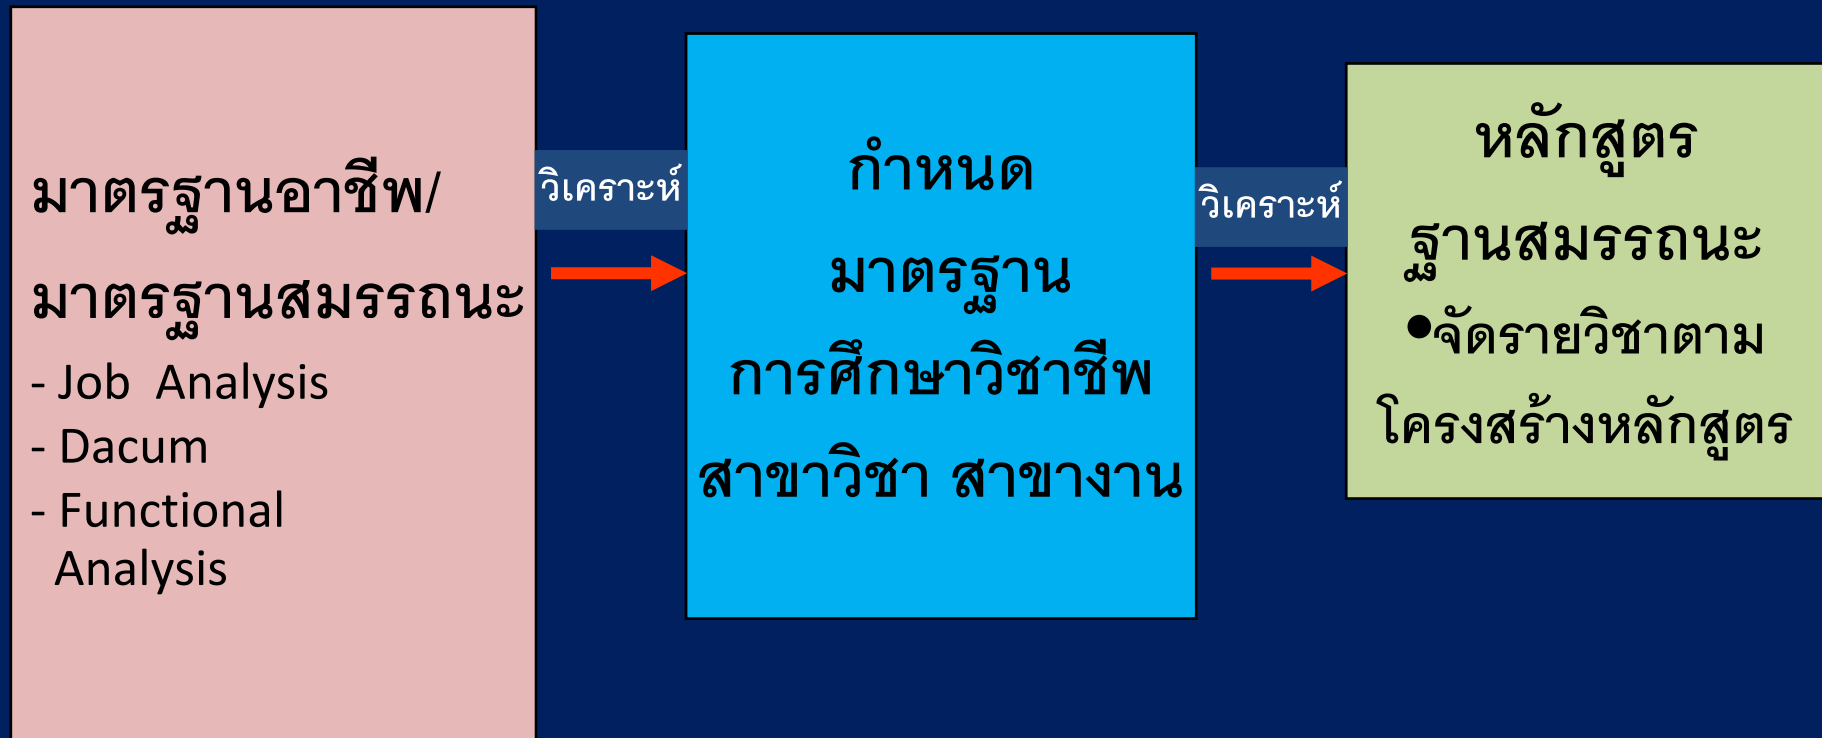 มาตรฐานอาชีพ/
มาตรฐานสมรรถนะ
- Job Analysis
- Dacum
- Functional
Analysis
วิเคราะห์
กำหนด
มาตรฐาน
การศึกษาวิชาชีพ
สาขาวิชา สาขางาน
วิเคราะห์
หลักสูตร
ฐานสมรรถนะ
•จัดรายวิชาตาม
โครงสร้างหลักสูตร